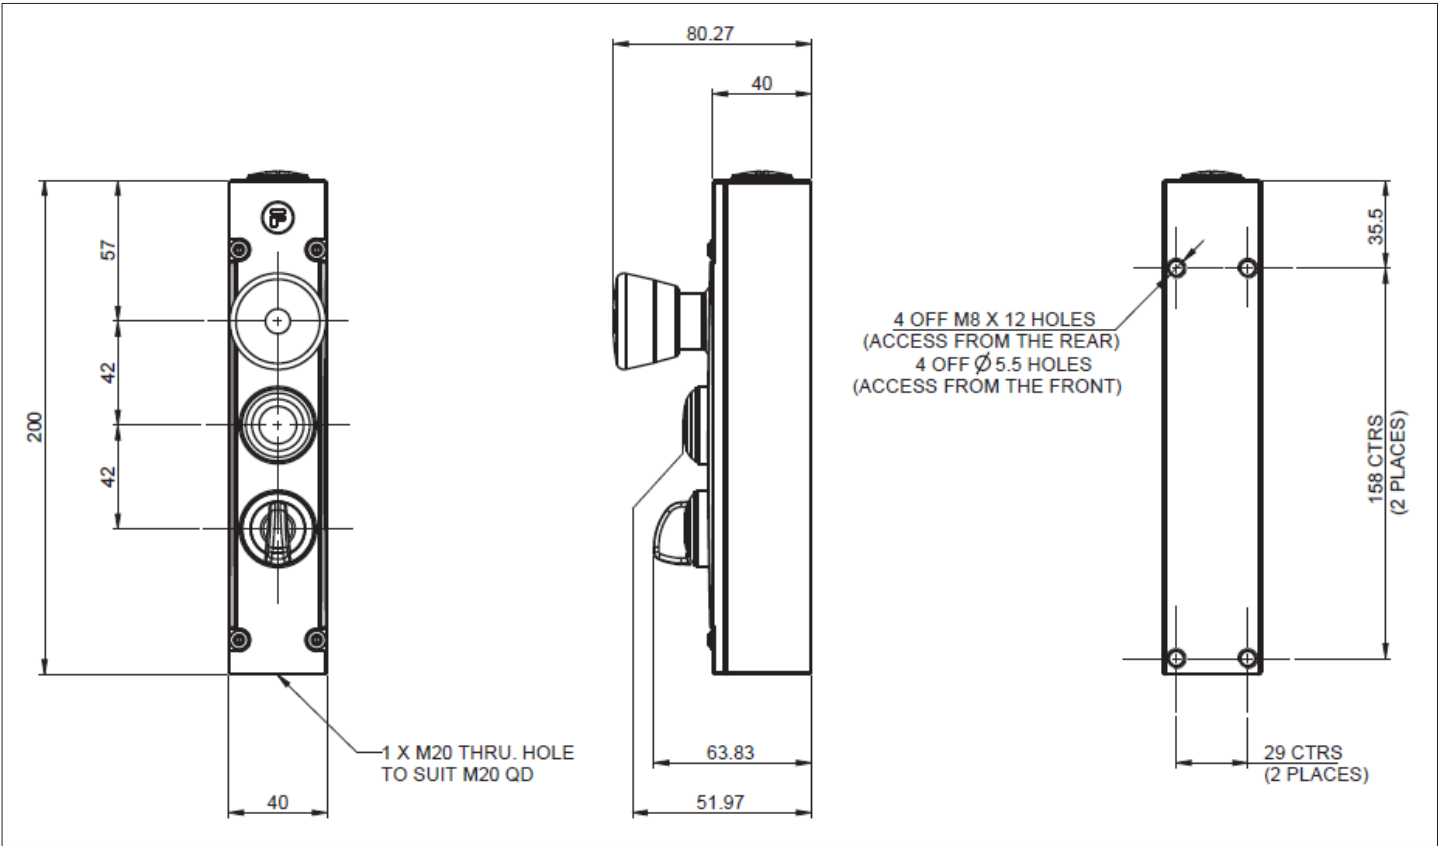 80.27
40
57
42
42
200
1 X M20 THRU. HOLE
TO SUIT M20 QD
40
63.83
51.97
4 OFF M8 X 12 HOLES
(ACCESS FROM THE REAR)
4 OFF Ø 5.5 HOLES
(ACCESS FROM THE FRONT)
35.5
158 CTRS
(2 PLACES)
29 CTRS
(2 PLACES)